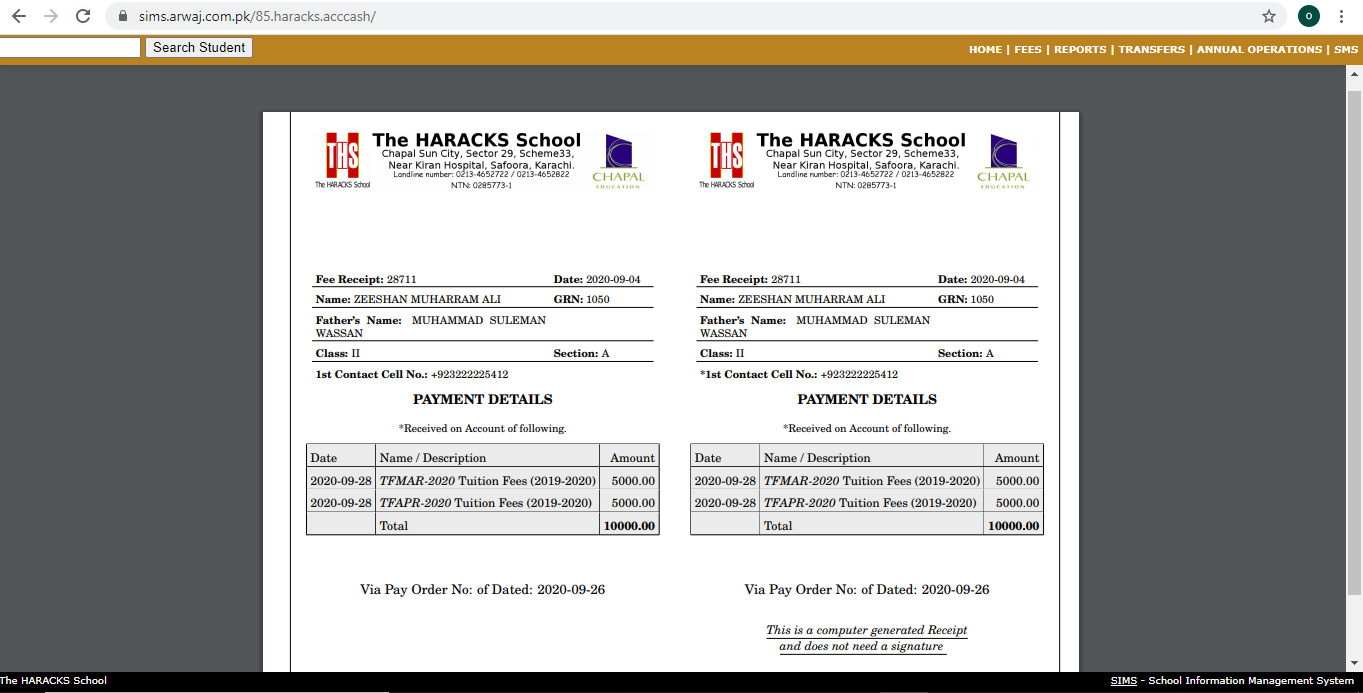 sims.arwaj.com.pk/85.haracks.acccash/
O
Search Student
HOME | FEES | REPORTS | TRANSFERS | ANNUAL OPERATIONS | SMS
THS
The HARACKS School
The HARACKS School
Chapal Sun City, Sector 29, Scheme33,
Near Kiran Hospital, Safoora, Karachi.
Landline number: 0213-4652722 / 0213-4652822
NTN: 0285773-1
CHAPAL
EDUCATION
Fee Receipt: 28711 Date: 2020-09-04
Name: ZEESHAN MUHARRAM ALI GRN: 1050
Father's Name: MUHAMMAD SULEMAN
WASSAN
Class: II Section: A
1st Contact Cell No.: +923222225412
PAYMENT DETAILS
*Received on Account of following.
Date Name / Description Amount
2020-09-28 TFMAR-2020 Tuition Fees (2019-2020) 5000.00
2020-09-28 TFAPR-2020 Tuition Fees (2019-2020) 5000.00
Total 10000.00
Via Pay Order No: of Dated: 2020-09-26
THS
The HARACKS School
The HARACKS School
Chapal Sun City, Sector 29, Scheme33,
Near Kiran Hospital, Safoora, Karachi.
Landline number: 0213-4652722 / 0213-4652822
NTN: 0285773-1
CHAPAL
EDUCATION
Fee Receipt: 28711 Date: 2020-09-04
Name: ZEESHAN MUHARRAM ALI GRN: 1050
Father's Name: MUHAMMAD SULEMAN
WASSAN
Class: II Section: A
*1st Contact Cell No.: +923222225412
PAYMENT DETAILS
*Received on Account of following.
Date Name / Description Amount
2020-09-28 TFMAR-2020 Tuition Fees (2019-2020) 5000.00
2020-09-28 TFAPR-2020 Tuition Fees (2019-2020) 5000.00
Total 10000.00
Via Pay Order No: of Dated: 2020-09-26
This is a computer generated Receipt
and does not need a signature
The HARACKS School
SIMS - School Information Management System